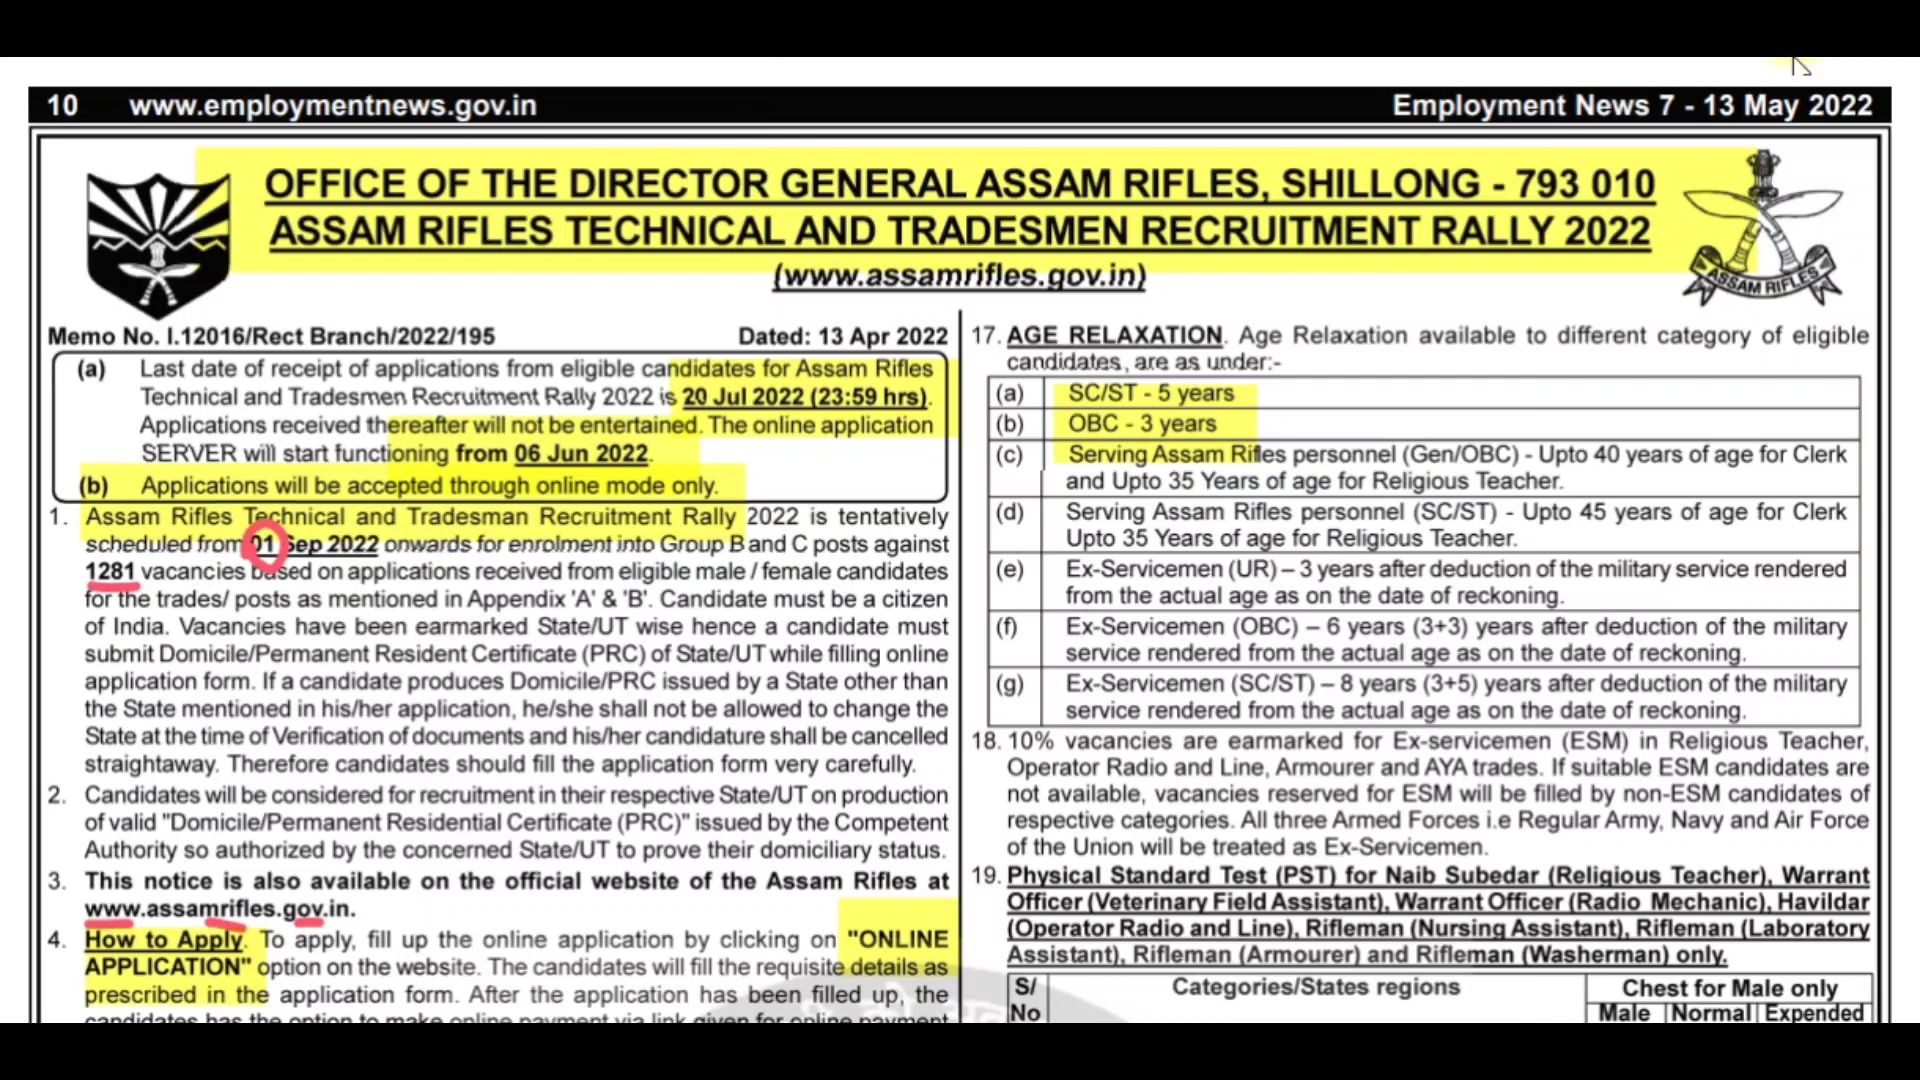 10 www.employmentnews.gov.in Employment News 7 - 13 May 2022
OFFICE OF THE DIRECTOR GENERAL ASSAM RIFLES, SHILLONG - 793 010
ASSAM RIFLES TECHNICAL AND TRADESMEN RECRUITMENT RALLY 2022
(www.assamrifles.gov.in)
ASSAM RIFLES
Memo No. I.12016/Rect Branch/2022/195 Dated: 13 Apr 2022
(a) Last date of receipt of applications from eligible candidates for Assam Rifles
Technical and Tradesmen Recruitment Rally 2022 is 20 Jul 2022 (23:59 hrs).
Applications received thereafter will not be entertained. The online application
SERVER will start functioning from 06 Jun 2022.
(b) Applications will be accepted through online mode only.
1. Assam Rifles Technical and Tradesman Recruitment Rally 2022 is tentatively
scheduled from 01 Sep 2022 onwards for enrolment into Group B and C posts against
1281 vacancies based on applications received from eligible male / female candidates
for the trades/ posts as mentioned in Appendix 'A' & 'B'. Candidate must be a citizen
of India. Vacancies have been earmarked State/UT wise hence a candidate must
submit Domicile/Permanent Resident Certificate (PRC) of State/UT while filling online
application form. If a candidate produces Domicile/PRC issued by a State other than
the State mentioned in his/her application, he/she shall not be allowed to change the
State at the time of Verification of documents and his/her candidature shall be cancelled
straightaway. Therefore candidates should fill the application form very carefully.
2. Candidates will be considered for recruitment in their respective State/UT on production
of valid "Domicile/Permanent Residential Certificate (PRC)" issued by the Competent
Authority so authorized by the concerned State/UT to prove their domiciliary status.
3. This notice is also available on the official website of the Assam Rifles at
www.assamrifles.gov.in.
4. How to Apply. To apply, fill up the online application by clicking on "ONLINE
APPLICATION" option on the website. The candidates will fill the requisite details as
prescribed in the application form. After the application has been filled up, the
candidates has the option to make online payment via link given for online payment
17. AGE RELAXATION. Age Relaxation available to different category of eligible
candidates, are as under:-
(a) SC/ST - 5 years
(b) OBC - 3 years
(c) Serving Assam Rifles personnel (Gen/OBC) - Upto 40 years of age for Clerk
and Upto 35 Years of age for Religious Teacher.
(d) Serving Assam Rifles personnel (SC/ST) - Upto 45 years of age for Clerk
Upto 35 Years of age for Religious Teacher.
(e) Ex-Servicemen (UR) – 3 years after deduction of the military service rendered
from the actual age as on the date of reckoning.
(f) Ex-Servicemen (OBC) – 6 years (3+3) years after deduction of the military
service rendered from the actual age as on the date of reckoning.
(g) Ex-Servicemen (SC/ST) – 8 years (3+5) years after deduction of the military
service rendered from the actual age as on the date of reckoning.
18. 10% vacancies are earmarked for Ex-servicemen (ESM) in Religious Teacher,
Operator Radio and Line, Armourer and AYA trades. If suitable ESM candidates are
not available, vacancies reserved for ESM will be filled by non-ESM candidates of
respective categories. All three Armed Forces i.e Regular Army, Navy and Air Force
of the Union will be treated as Ex-Servicemen.
19. Physical Standard Test (PST) for Naib Subedar (Religious Teacher), Warrant
Officer (Veterinary Field Assistant), Warrant Officer (Radio Mechanic), Havildar
(Operator Radio and Line), Rifleman (Nursing Assistant), Rifleman (Laboratory
Assistant), Rifleman (Armourer) and Rifleman (Washerman) only.
S/ Categories/States regions Chest for Male only
No Male Normal Expended